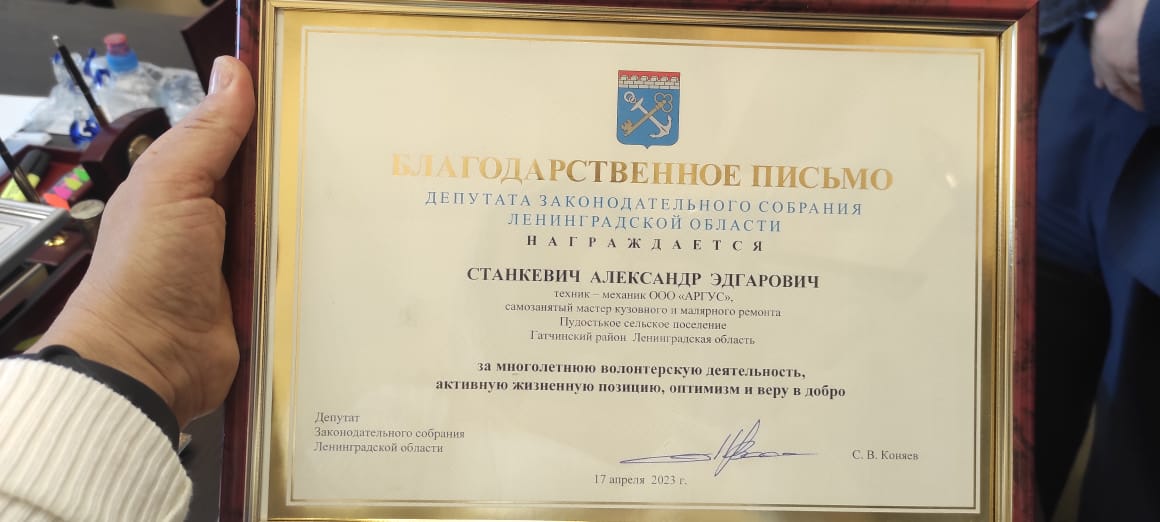 БЛАГОДАРСТВЕННОЕ ПИСЬМО
ДЕПУТАТА ЗАКОНОДАТЕЛЬНОГО СОБРАНИЯ
ЛЕНИНГРАДСКОЙ ОБЛАСТИ
НАГРАЖДАЕТСЯ
СТАНКЕВИЧ АЛЕКСАНДР ЭДГАРОВИЧ
техник – механик ООО «АРГУС»,
самозанятый мастер кузовного и малярного ремонта
Пудостькое сельское поселение
Гатчинский район Ленинградская область
за многолетнюю волонтерскую деятельность,
активную жизненную позицию, оптимизм и веру в добро
Депутат
Законодательного собрания
Ленинградской области
С. В. Коняев
17 апреля 2023 г.